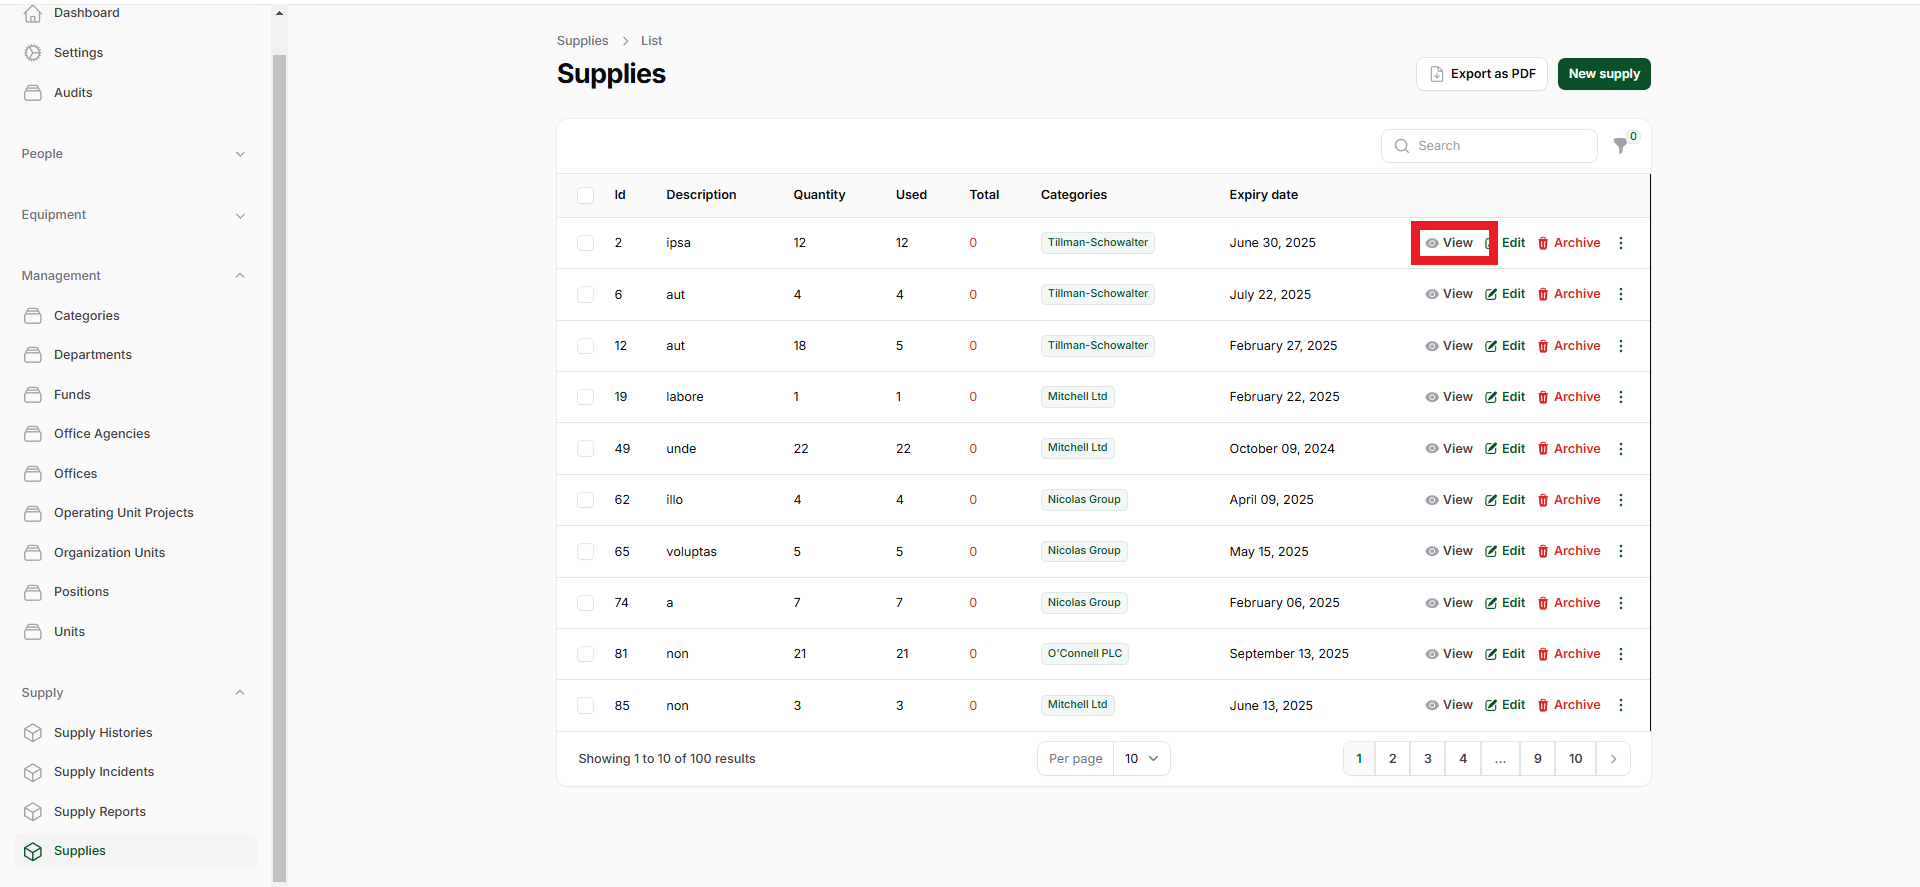 Dashboard
Settings
Audits
People
Equipment
Management
Categories
Departments
Funds
Office Agencies
Offices
Operating Unit Projects
Organization Units
Positions
Units
Supply
Supply Histories
Supply Incidents
Supply Reports
Supplies
Supplies > List
Supplies
Export as PDF New supply
Search 0
Id Description Quantity Used Total Categories Expiry date
2 ipsa 12 12 0 Tillman-Schowalter June 30, 2025 View Edit Archive
6 aut 4 4 0 Tillman-Schowalter July 22, 2025 View Edit Archive
12 aut 18 5 0 Tillman-Schowalter February 27, 2025 View Edit Archive
19 labore 1 1 0 Mitchell Ltd February 22, 2025 View Edit Archive
49 unde 22 22 0 Mitchell Ltd October 09, 2024 View Edit Archive
62 illo 4 4 0 Nicolas Group April 09, 2025 View Edit Archive
65 voluptas 5 5 0 Nicolas Group May 15, 2025 View Edit Archive
74 a 7 7 0 Nicolas Group February 06, 2025 View Edit Archive
81 non 21 21 0 O'Connell PLC September 13, 2025 View Edit Archive
85 non 3 3 0 Mitchell Ltd June 13, 2025 View Edit Archive
Showing 1 to 10 of 100 results Per page 10 1 2 3 4 ... 9 10